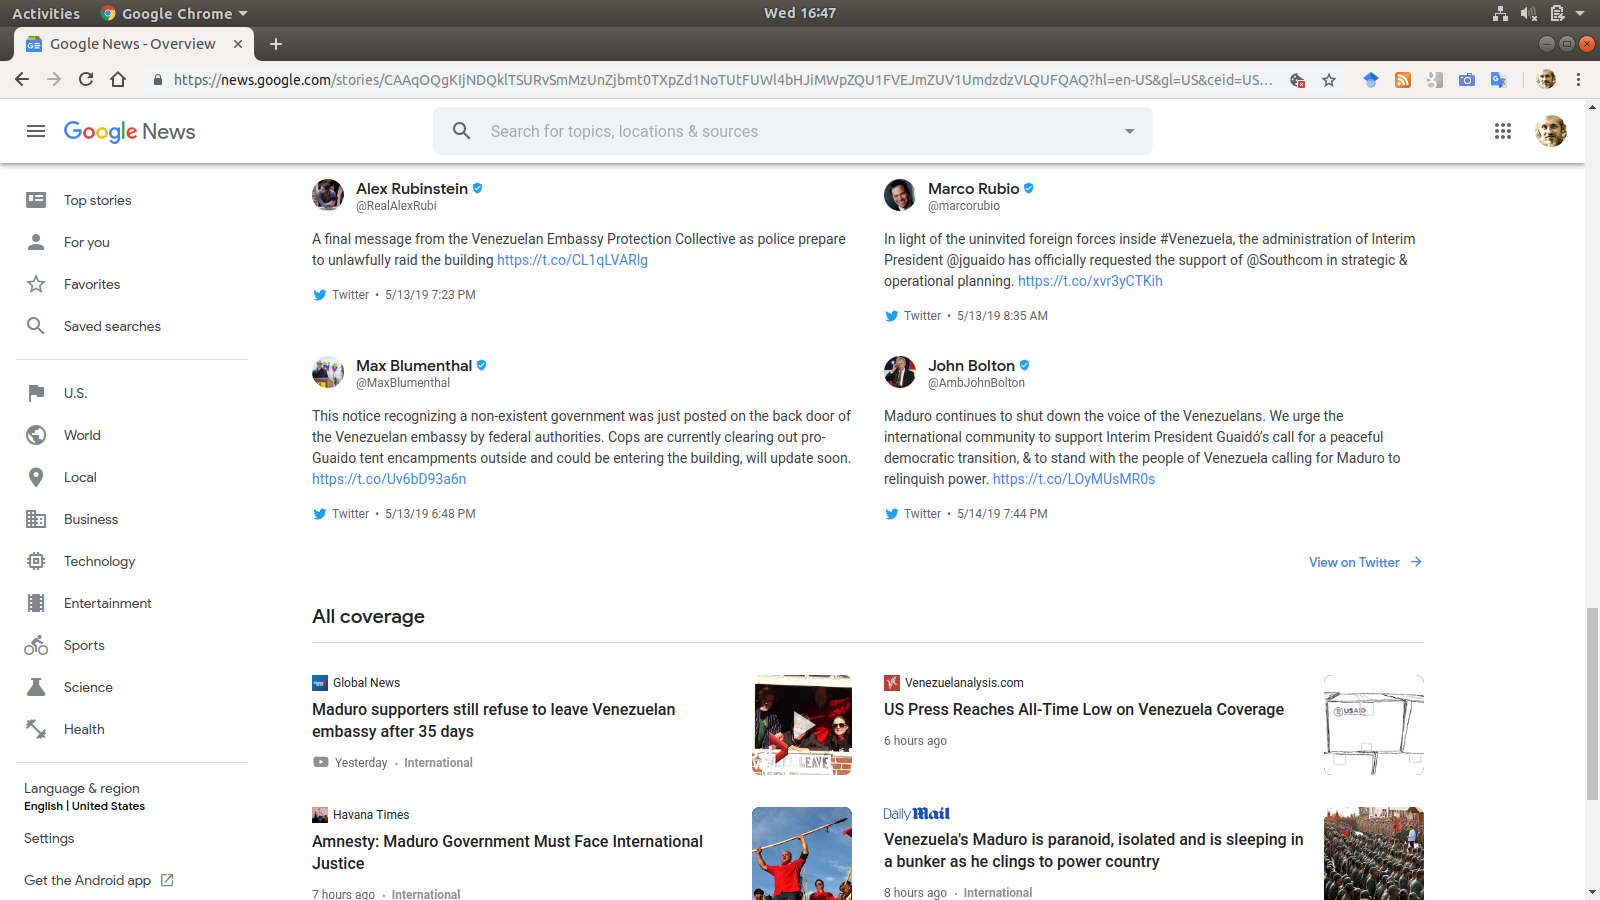 Activities
Google Chrome
Wed 16:47
Google News - Overview
https://news.google.com/stories/CAAqOQgKIjNDQklTSURvSmMzUnZjbmt0TXpZd1NoTUtFUWl4bHJiMWpZQU1FVEJmZUV1UmdzdzVLQUFQAQ?hl=en-US&gl=US&ceid=US...
Google News
Search for topics, locations & sources
Top stories
For you
Favorites
Saved searches
U.S.
World
Local
Business
Technology
Entertainment
Sports
Science
Health
Language & region
English | United States
Settings
Get the Android app
Alex Rubinstein
@RealAlexRubi
A final message from the Venezuelan Embassy Protection Collective as police prepare
to unlawfully raid the building https://t.co/CL1qLVARlg
Twitter • 5/13/19 7:23 PM
Marco Rubio
@marcorubio
In light of the uninvited foreign forces inside #Venezuela, the administration of Interim
President @jguaido has officially requested the support of @Southcom in strategic &
operational planning. https://t.co/xvr3yCTKih
Twitter • 5/13/19 8:35 AM
Max Blumenthal
@MaxBlumenthal
This notice recognizing a non-existent government was just posted on the back door of
the Venezuelan embassy by federal authorities. Cops are currently clearing out pro-
Guaido tent encampments outside and could be entering the building, will update soon.
https://t.co/Uv6bD93a6n
Twitter • 5/13/19 6:48 PM
John Bolton
@AmbJohnBolton
Maduro continues to shut down the voice of the Venezuelans. We urge the
international community to support Interim President Guaidó's call for a peaceful
democratic transition, & to stand with the people of Venezuela calling for Maduro to
relinquish power. https://t.co/LOyMUsMR0s
Twitter • 5/14/19 7:44 PM
View on Twitter
All coverage
Global News
Maduro supporters still refuse to leave Venezuelan
embassy after 35 days
Yesterday · International
Venezuelanalysis.com
US Press Reaches All-Time Low on Venezuela Coverage
6 hours ago
USAID
Havana Times
Amnesty: Maduro Government Must Face International
Justice
7 hours ago · International
Daily Mail
Venezuela's Maduro is paranoid, isolated and is sleeping in
a bunker as he clings to power country
8 hours ago · International